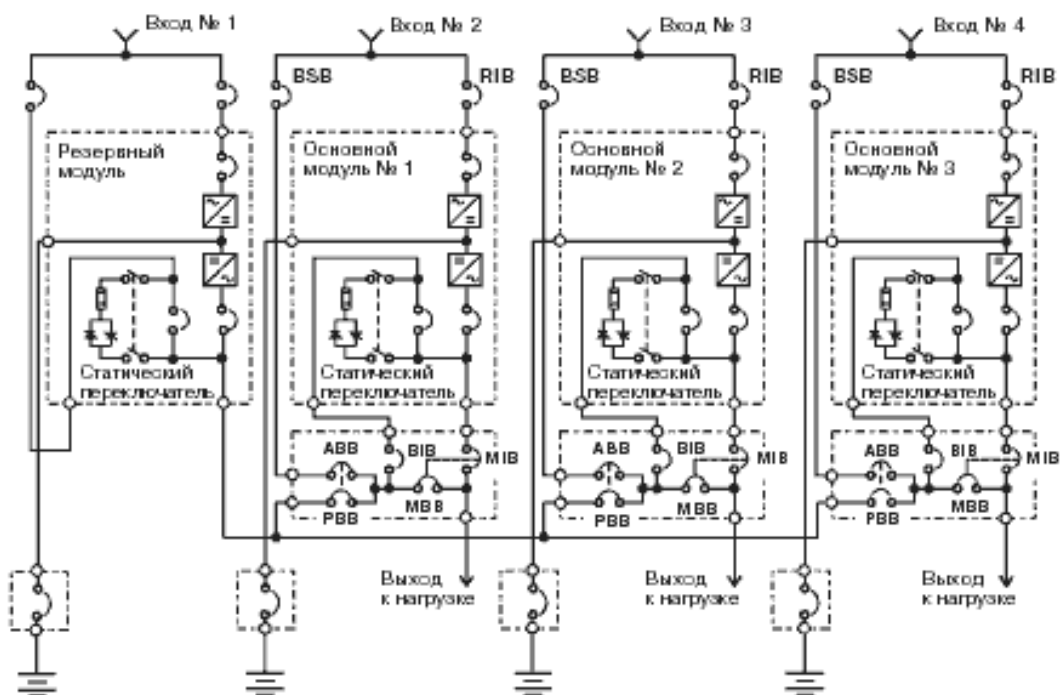 Вход № 1
Вход № 2
Вход № 3
Вход № 4
BSB
RIB
BSB
RIB
BSB
RIB
Резервный
модуль
Основной
модуль № 1
Основной
модуль № 2
Основной
модуль № 3
Статический
переключатель
Статический
переключатель
Статический
переключатель
Статический
переключатель
ABB
BIB
MIB
PBB
MBB
ABB
BIB
MIB
PBB
MBB
ABB
BIB
MIB
PBB
MBB
Выход
к нагрузке
Выход
к нагрузке
Выход
к нагрузке